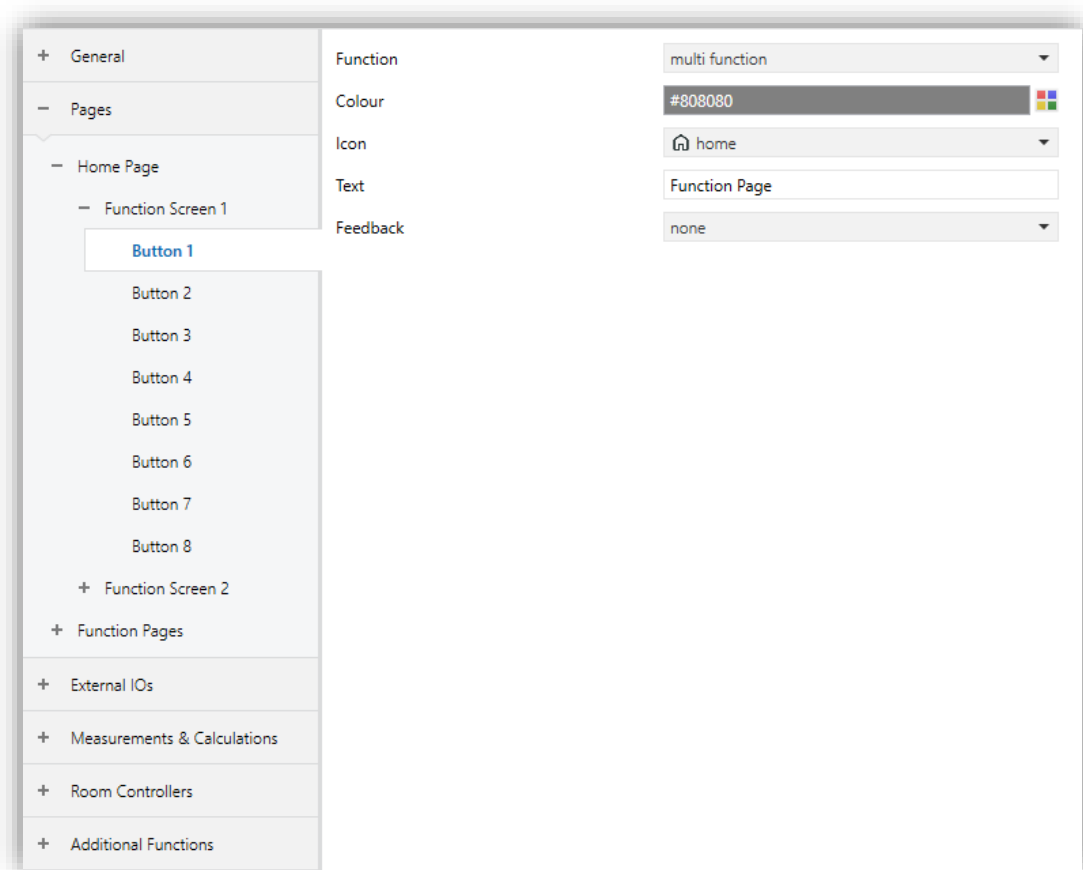 General
Pages
Home Page
Function Screen 1
Button 1
Button 2
Button 3
Button 4
Button 5
Button 6
Button 7
Button 8
Function Screen 2
Function Pages
External IOs
Measurements & Calculations
Room Controllers
Additional Functions
Function multi function
Colour #808080
Icon home
Text Function Page
Feedback none